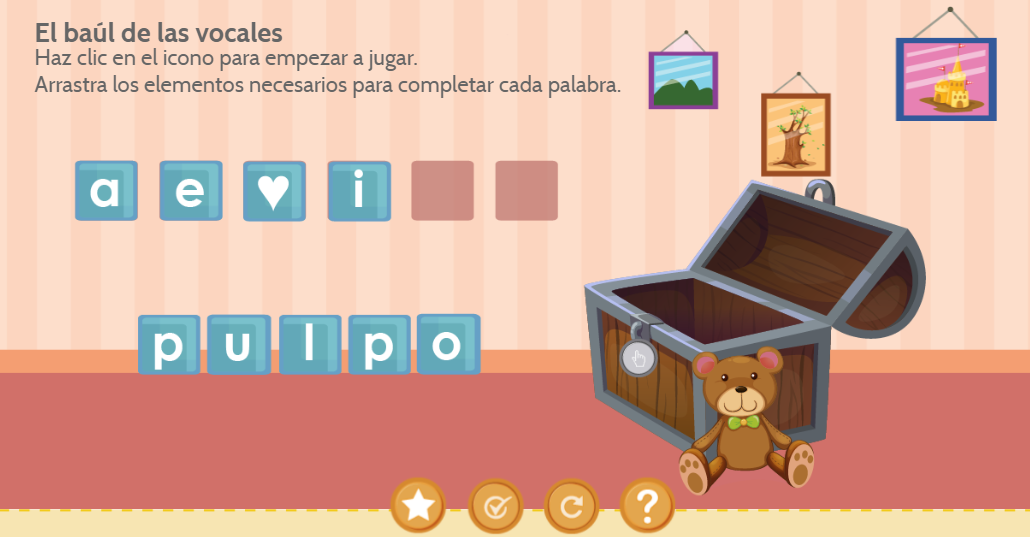 El baúl de las vocales
Haz clic en el icono para empezar a jugar.
Arrastra los elementos necesarios para completar cada palabra.
a e ♥ i
p u l p o
?